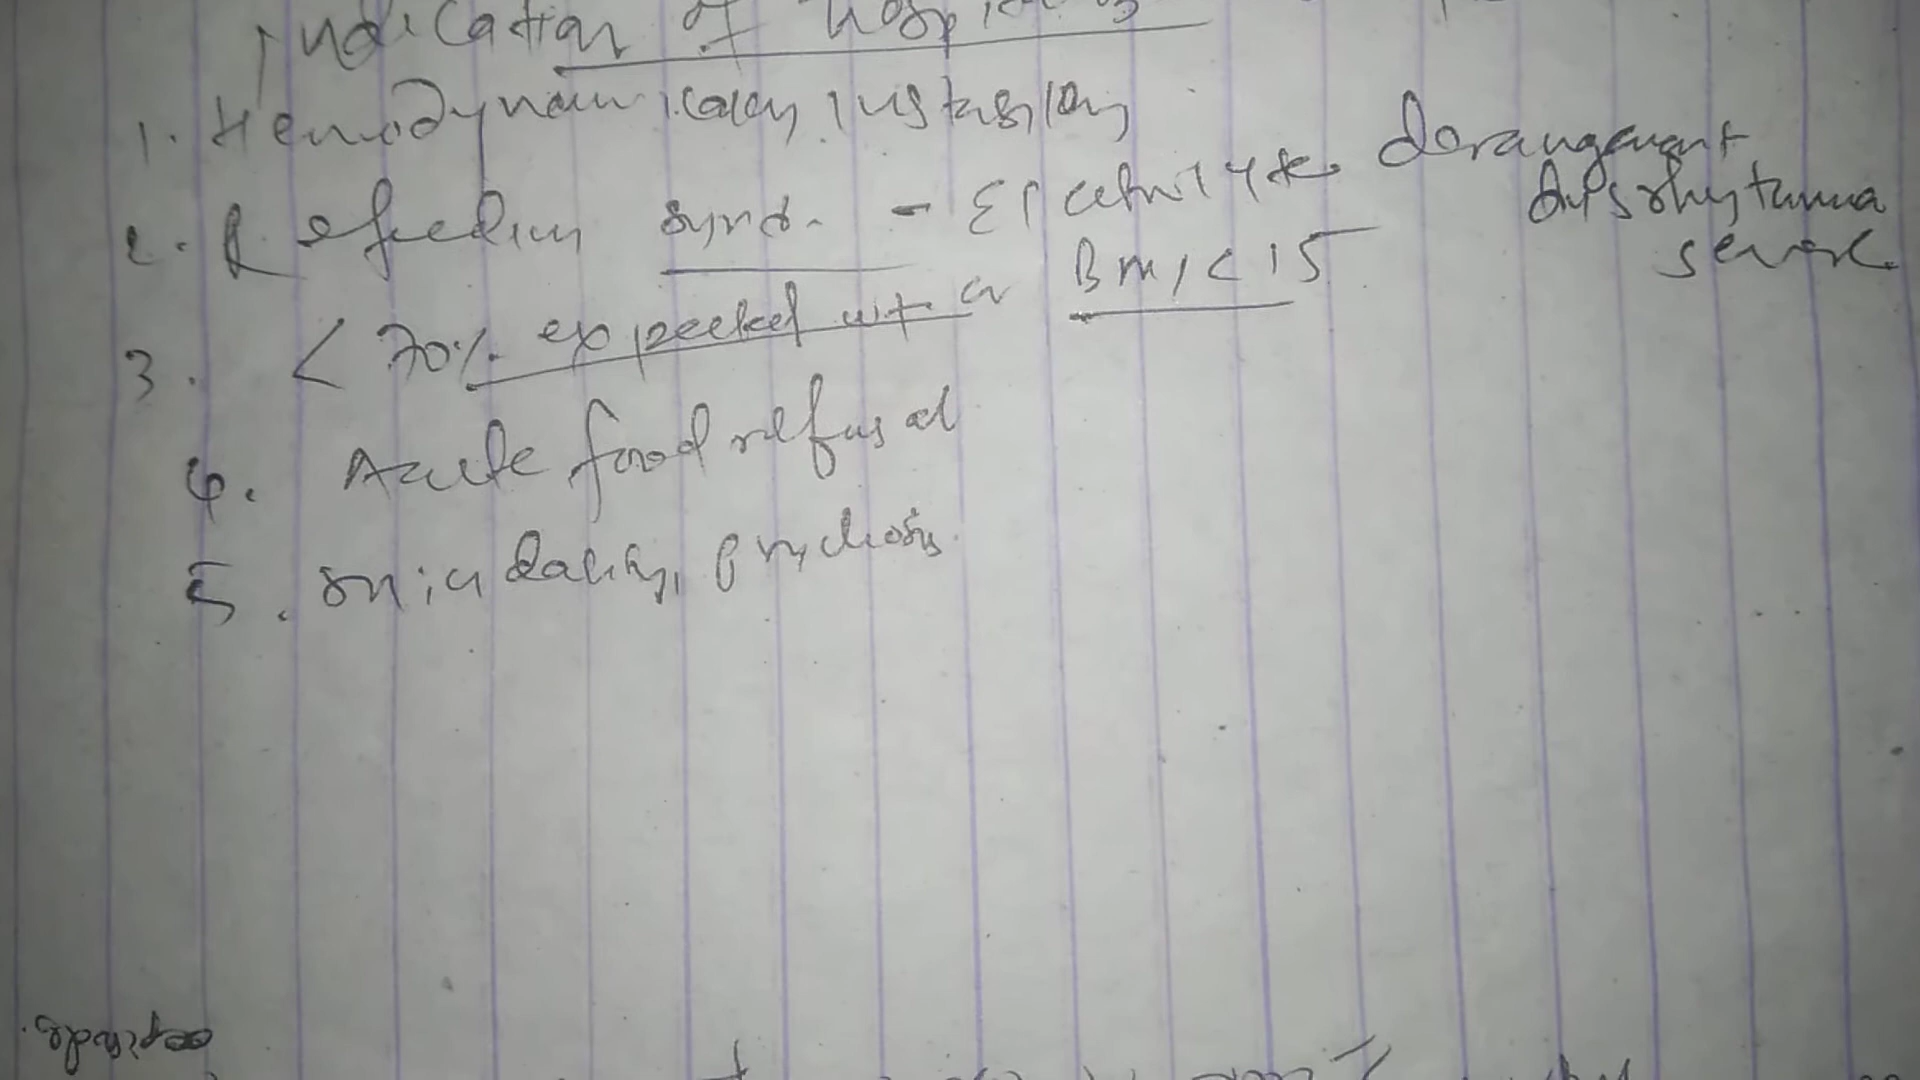 Indication of
1. Hemodynamically instability
2. Refeeding synd. - Electrolyte derangement
dysrhythmia
severe
3. < 70% expected wt or BMI < 15
4. Acute food refusal
5. suicidality, psychosis.